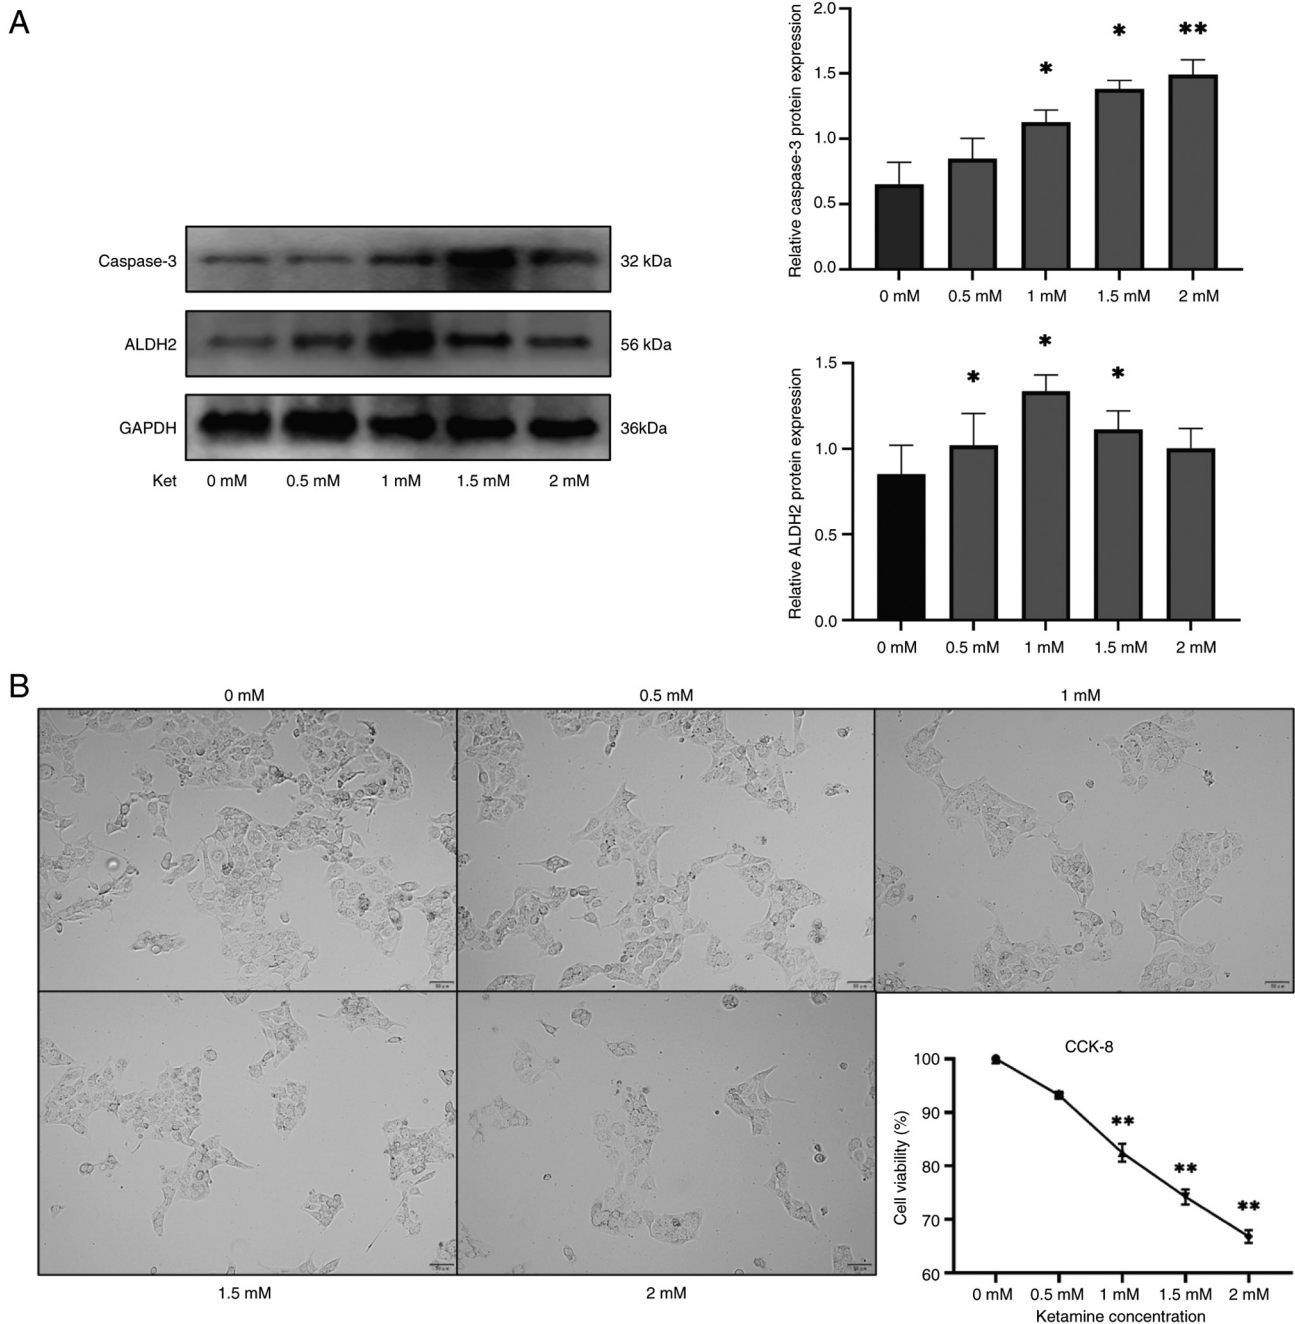 A
Caspase-3
32 kDa
ALDH2
56 kDa
GAPDH
36kDa
Ket
0 mM
0.5 mM
1 mM
1.5 mM
2 mM
Relative caspase-3 protein expression
2.0
1.5
1.0
0.5
0.0
*
*
**
0 mM
0.5 mM
1 mM
1.5 mM
2 mM
Relative ALDH2 protein expression
1.5
1.0
0.5
0.0
*
*
*
0 mM
0.5 mM
1 mM
1.5 mM
2 mM
B
0 mM
0.5 mM
1 mM
1.5 mM
2 mM
CCK-8
Cell viability (%)
100
90
80
70
60
**
**
**
0 mM
0.5 mM
1 mM
1.5 mM
2 mM
Ketamine concentration